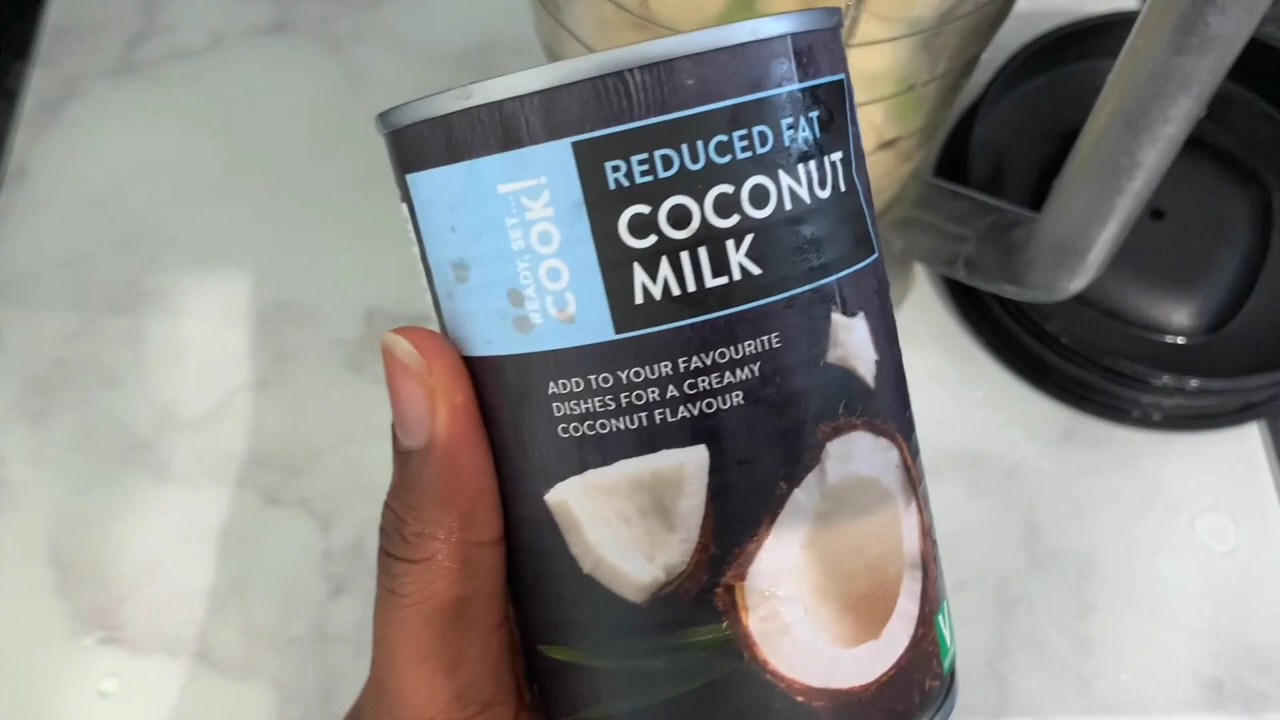 READY, SET...
COOK!
REDUCED FAT
COCONUT
MILK
ADD TO YOUR FAVOURITE
DISHES FOR A CREAMY
COCONUT FLAVOUR
V